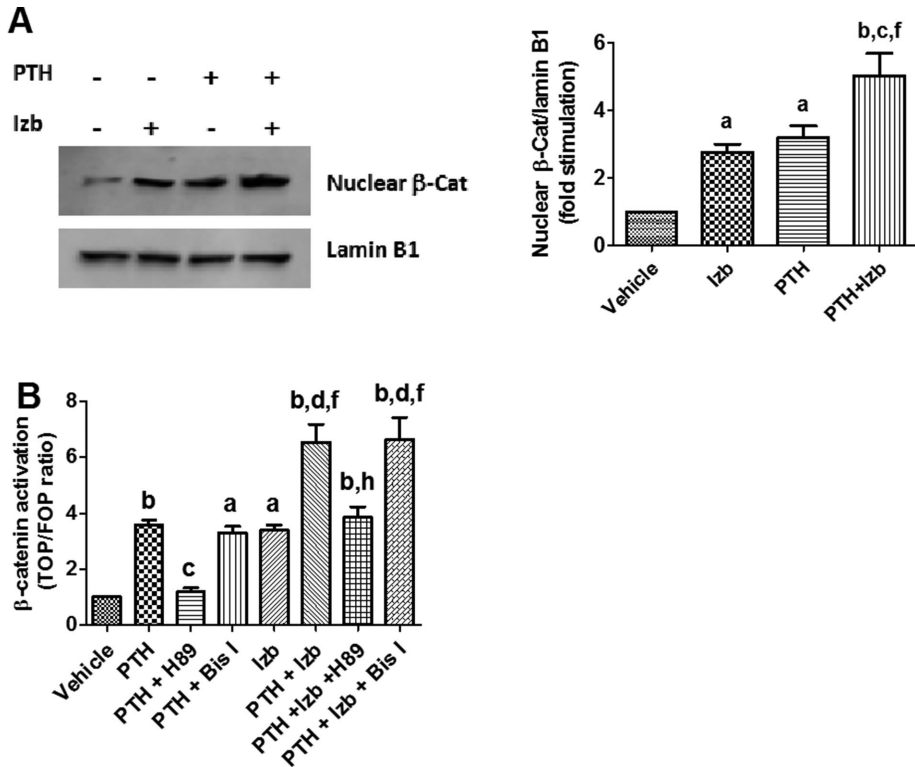 A
PTH - - + +
Izb - + - +
Nuclear β-Cat
Lamin B1
Nuclear β-Cat/lamin B1
(fold stimulation)
6
4
2
0
a
a
b,c,f
Vehicle
Izb
PTH
PTH+Izb
B
β-catenin activation
(TOP/FOP ratio)
8
6
4
2
0
b
c
a
a
b,d,f
b,h
b,d,f
Vehicle
PTH
PTH + H89
PTH + Bis I
Izb
PTH + Izb
PTH +Izb +H89
PTH + Izb + Bis I